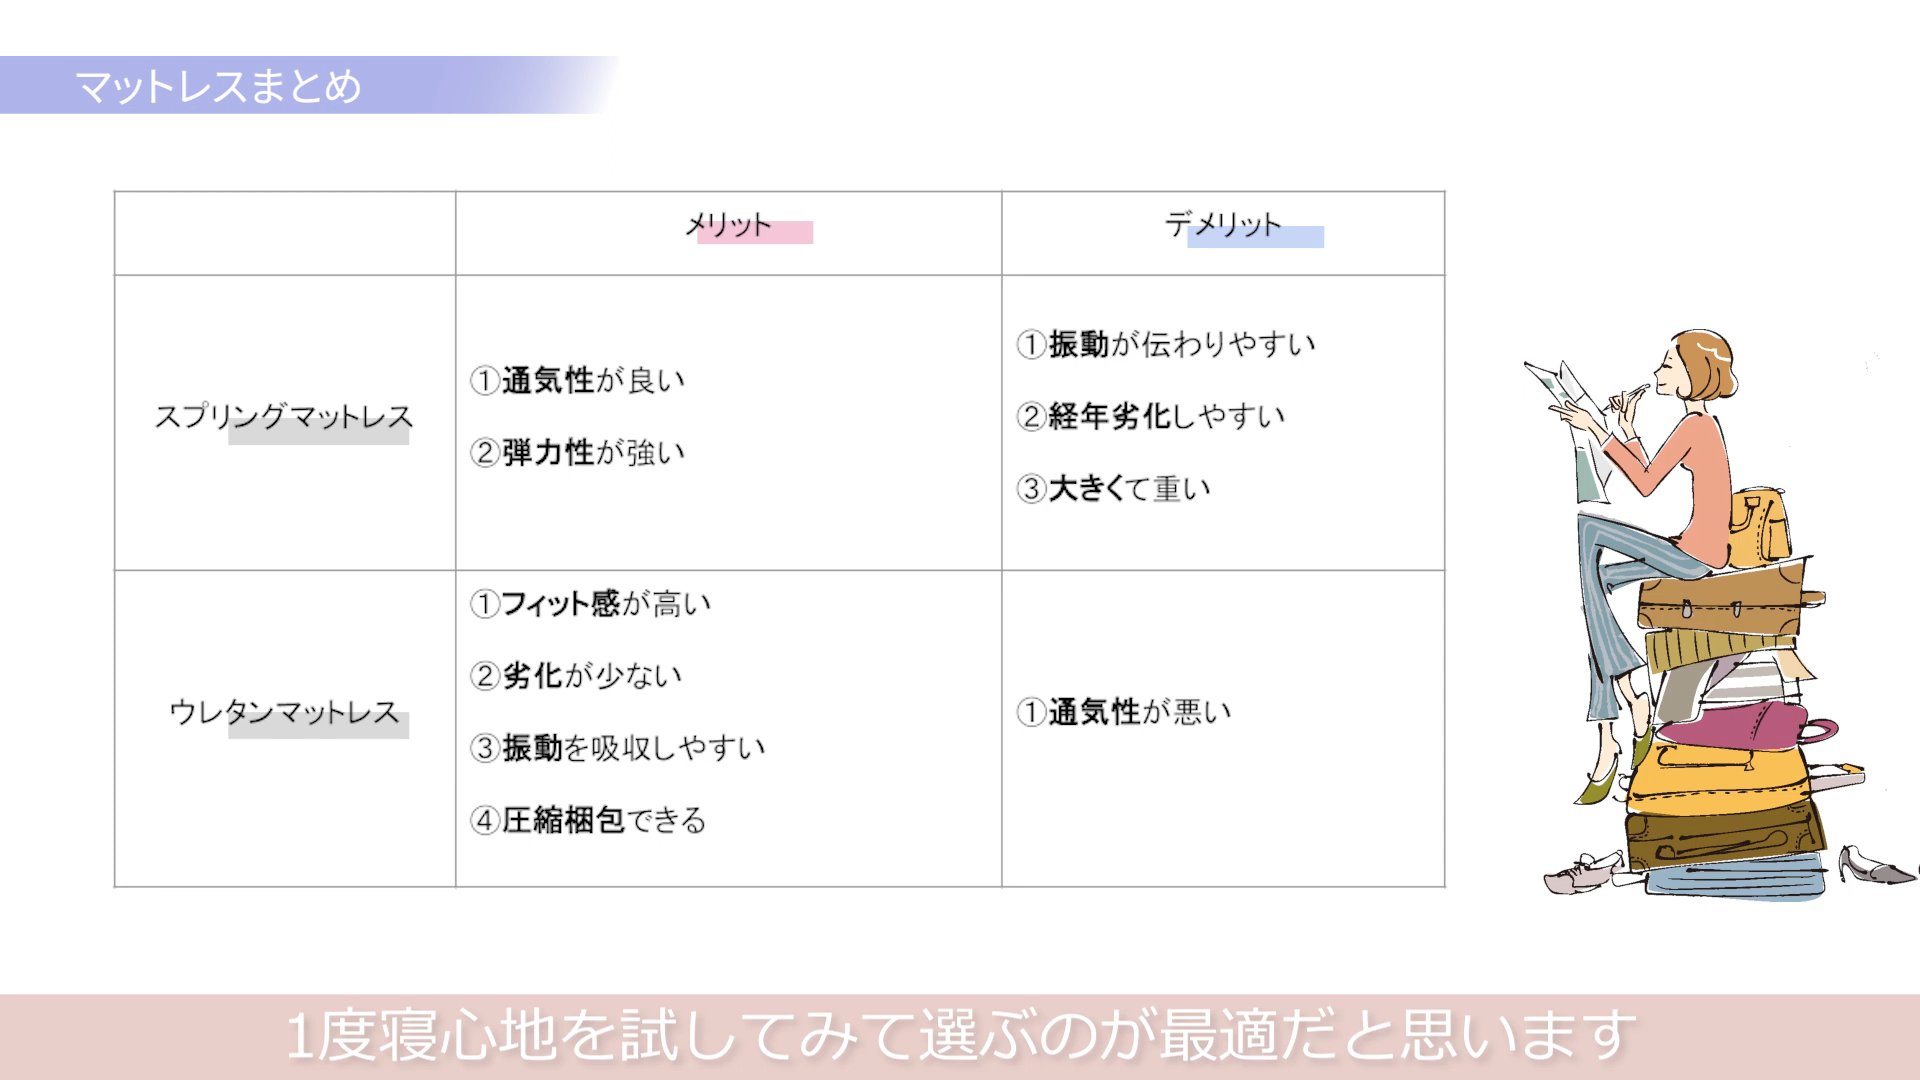 マットレスまとめ
メリット
デメリット
スプリングマットレス
①通気性が良い
②弾力性が強い
①振動が伝わりやすい
②経年劣化しやすい
③大きくて重い
ウレタンマットレス
①フィット感が高い
②劣化が少ない
③振動を吸収しやすい
④圧縮梱包できる
①通気性が悪い
1度寝心地を試してみて選ぶのが最適だと思います